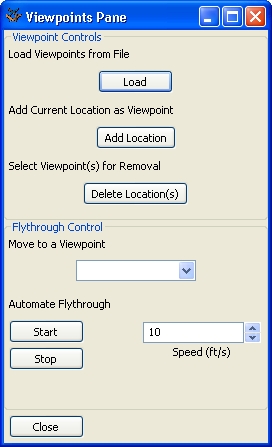 Viewpoints Pane
Viewpoint Controls
Load Viewpoints from File
Load
Add Current Location as Viewpoint
Add Location
Select Viewpoint(s) for Removal
Delete Location(s)
Flythrough Control
Move to a Viewpoint
Automate Flythrough
Start
10
Stop
Speed (ft/s)
Close